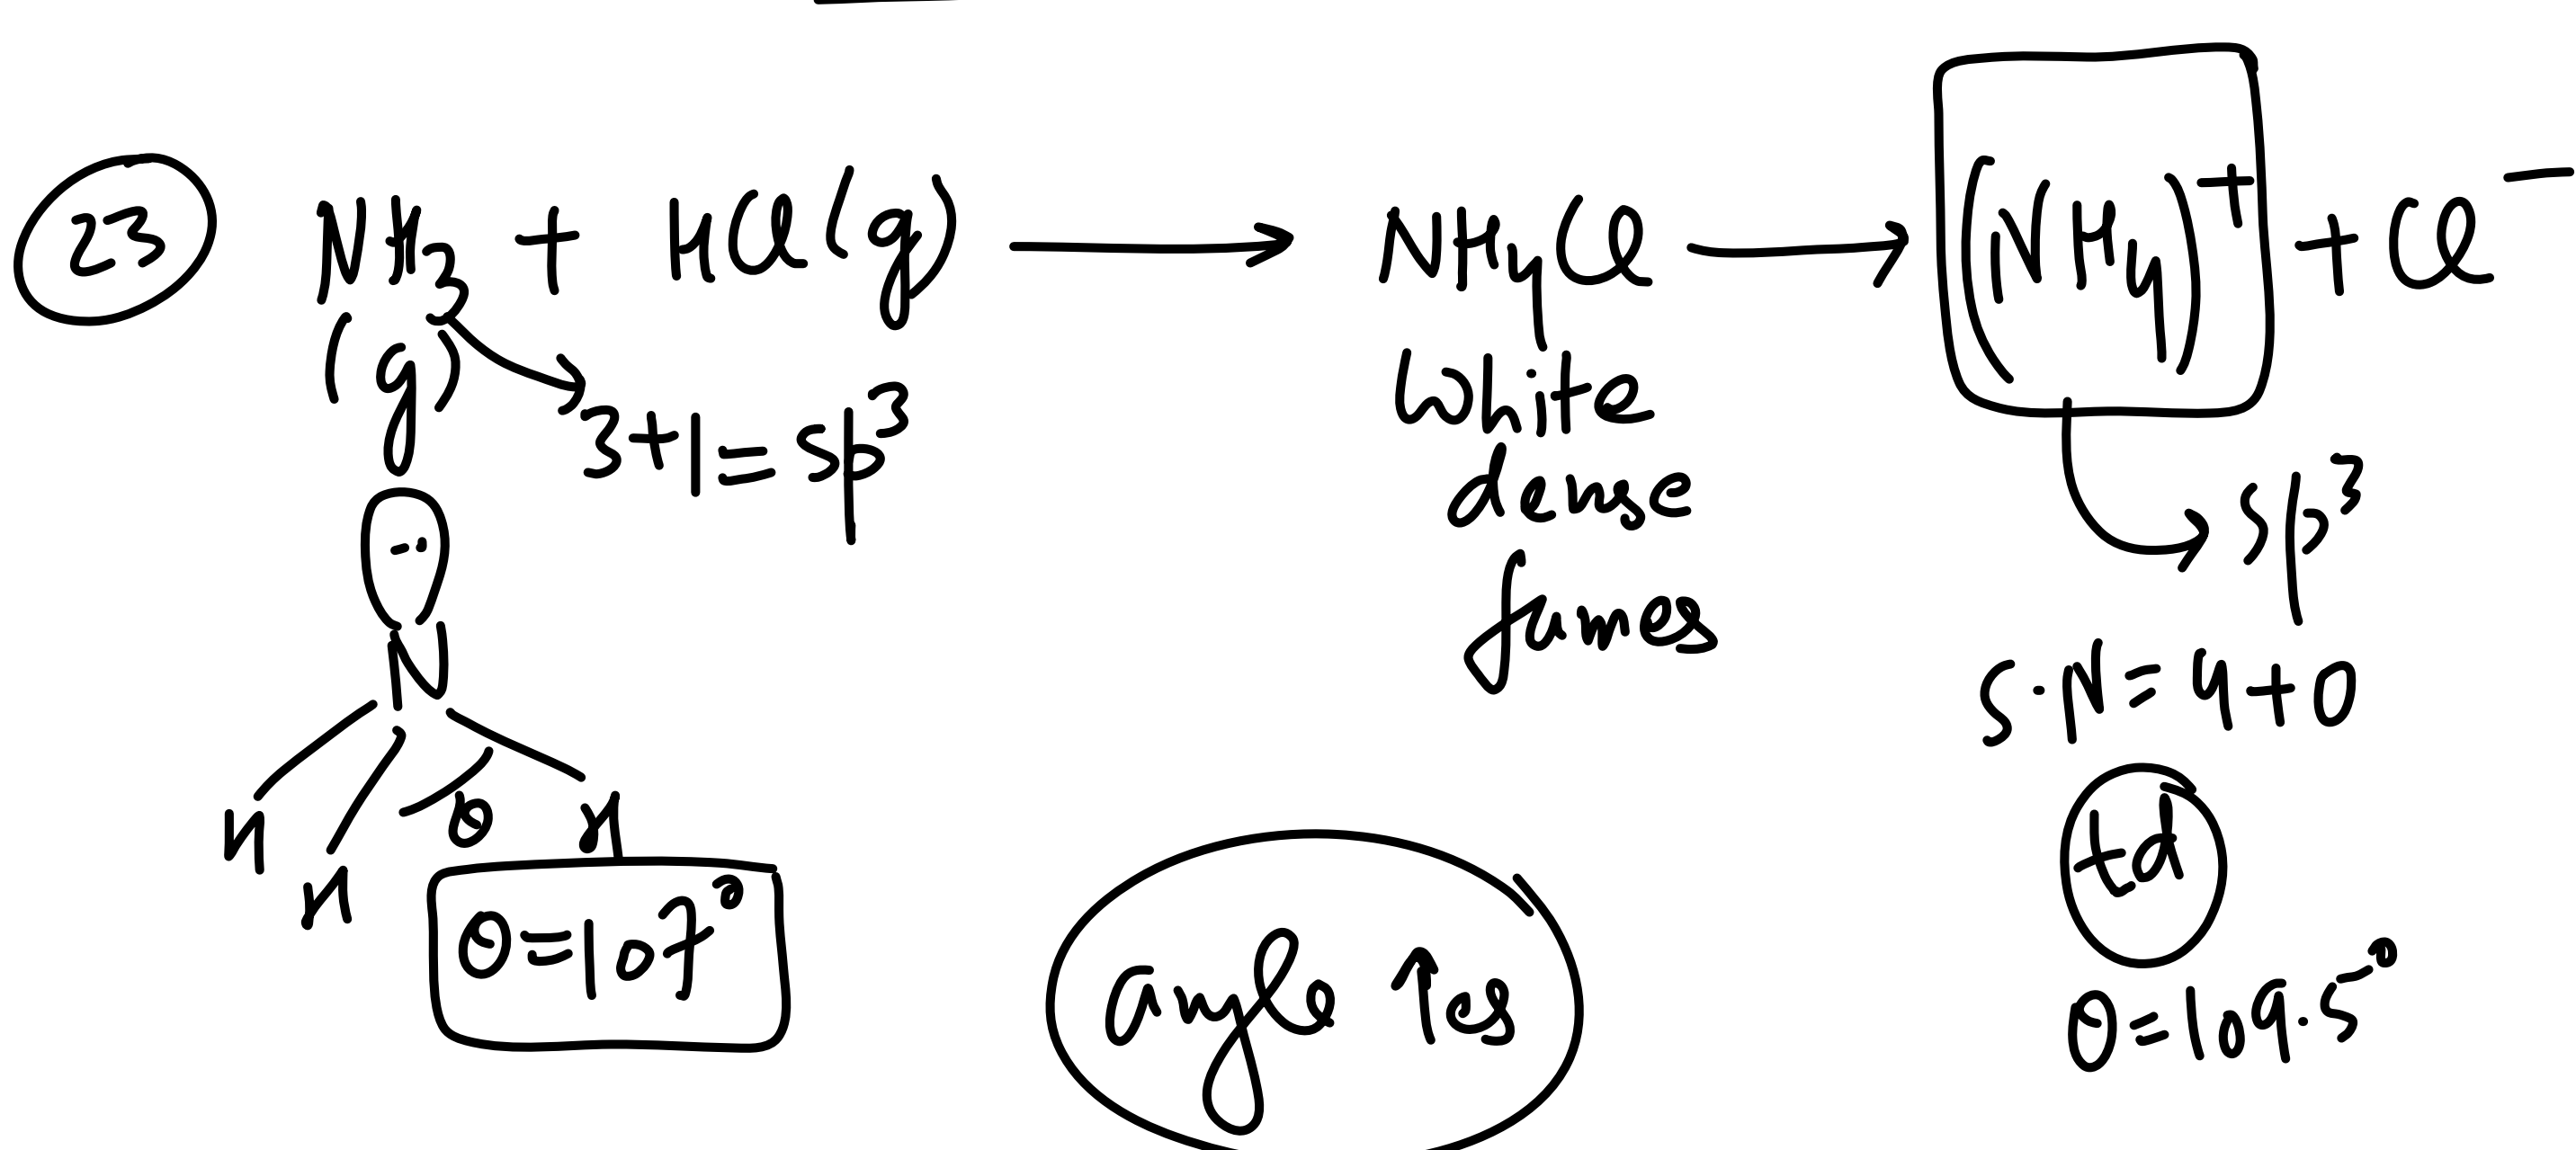 23 NH3 + HCl(g) → NH4Cl → (NH4)⁺ + Cl⁻
(g)
3+1 = sp³
White
dense
fumes
sp³
S.N = 4+0
td
θ = 109.5°
N
H H θ H
θ = 107°
angle ↑es